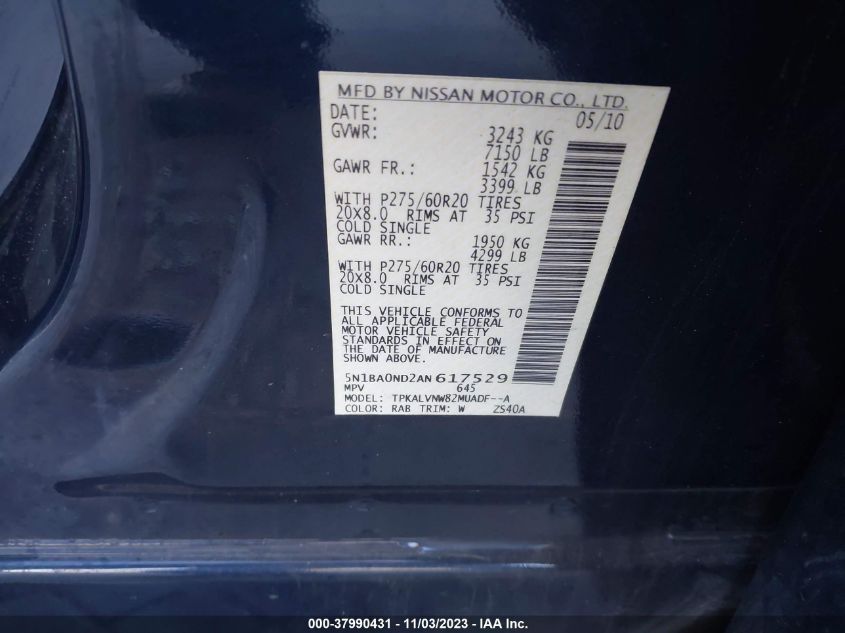 MFD BY NISSAN MOTOR CO., LTD.
DATE: 05/10
GVWR: 3243 KG
7150 LB
GAWR FR.: 1542 KG
3399 LB
WITH P275/60R20 TIRES
20X8.0 RIMS AT 35 PSI
COLD SINGLE
GAWR RR.: 1950 KG
4299 LB
WITH P275/60R20 TIRES
20X8.0 RIMS AT 35 PSI
COLD SINGLE
THIS VEHICLE CONFORMS TO
ALL APPLICABLE FEDERAL
MOTOR VEHICLE SAFETY
STANDARDS IN EFFECT ON
THE DATE OF MANUFACTURE
SHOWN ABOVE.
5N1BA0ND2AN 617529
MPV 645
MODEL: TPKALVNW82MUADF--A
COLOR: RAB TRIM: W ZS40A
000-37990431 - 11/03/2023 - IAA Inc.